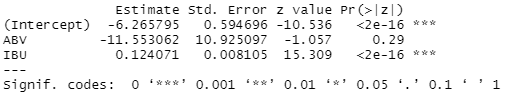 Estimate Std. Error z value Pr(>|z|)
(Intercept) -6.265795 0.594696 -10.536 <2e-16 ***
ABV -11.553062 10.925097 -1.057 0.29
IBU 0.124071 0.008105 15.309 <2e-16 ***
---
Signif. codes: 0 ‘***’ 0.001 ‘**’ 0.01 ‘*’ 0.05 ‘.’ 0.1 ‘ ’ 1